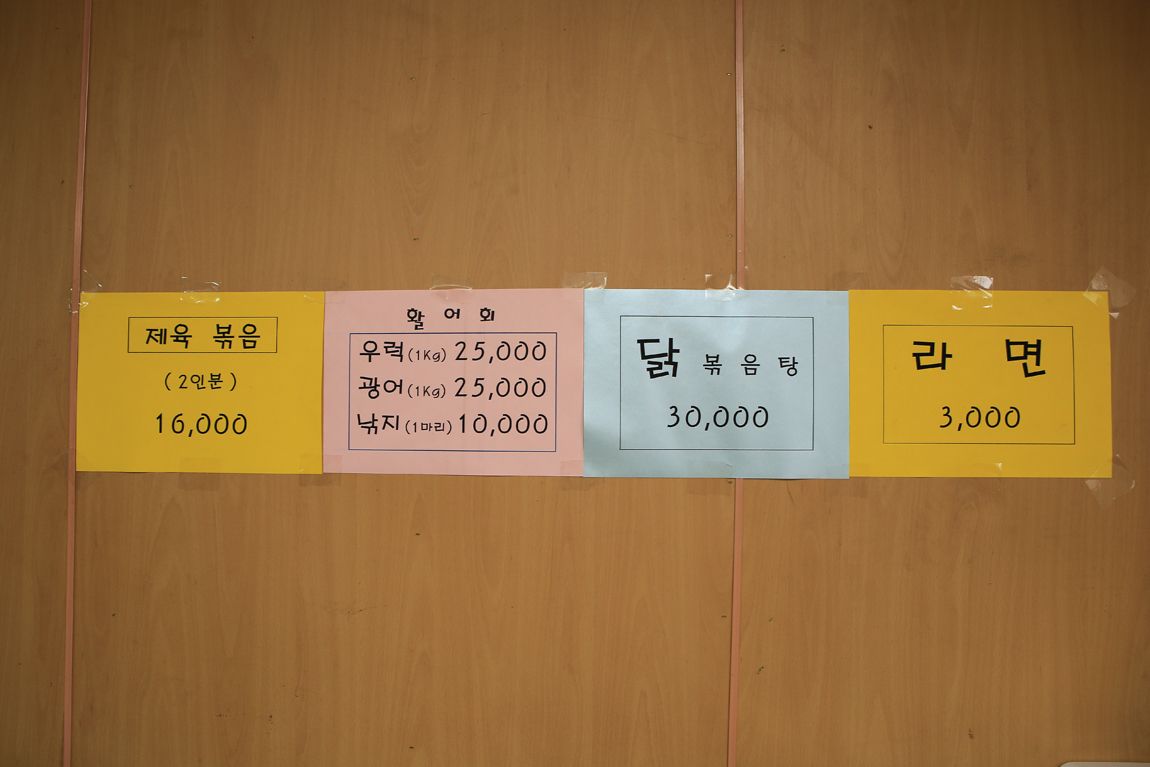 제육 볶음
(2인분)
16,000
활 어 회
우럭(1Kg) 25,000
광어(1Kg) 25,000
낚지(1마리) 10,000
닭 볶 음 탕
30,000
라 면
3,000